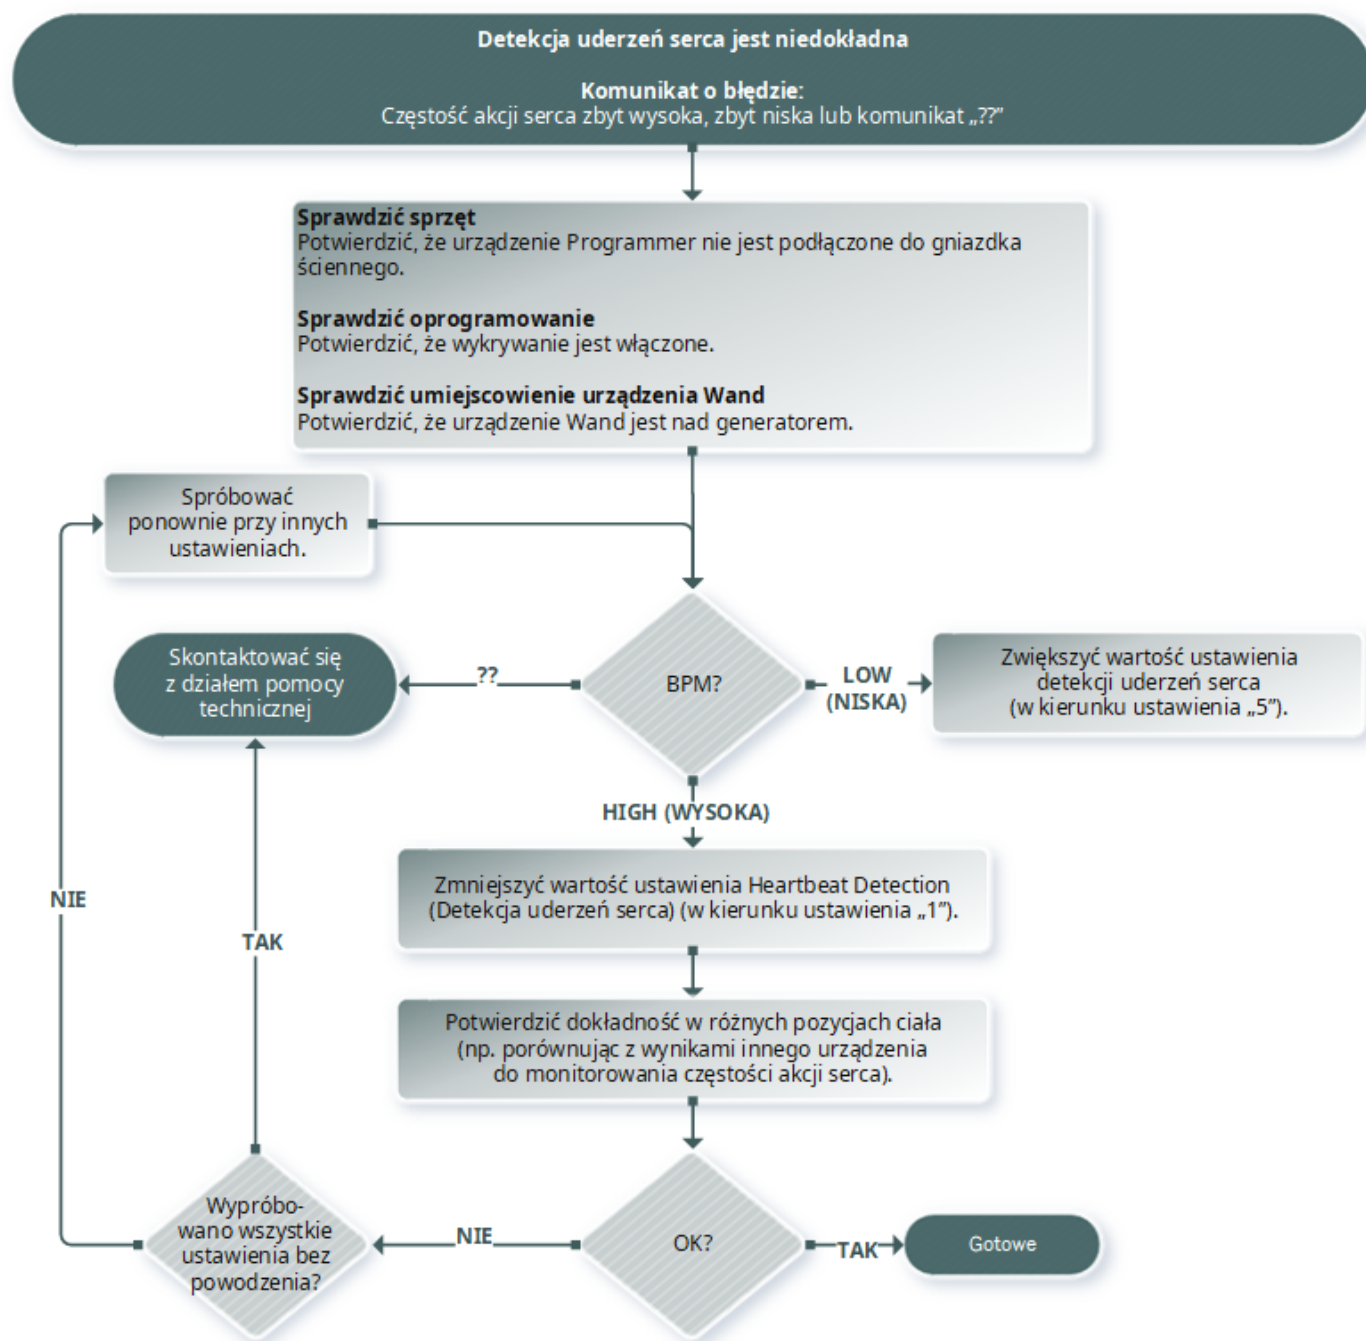 Detekcja uderzeń serca jest niedokładna
Komunikat o błędzie:
Częstość akcji serca zbyt wysoka, zbyt niska lub komunikat „??”
Sprawdzić sprzęt
Potwierdzić, że urządzenie Programmer nie jest podłączone do gniazdka
ściennego.
Sprawdzić oprogramowanie
Potwierdzić, że wykrywanie jest włączone.
Sprawdzić umiejscowienie urządzenia Wand
Potwierdzić, że urządzenie Wand jest nad generatorem.
Spróbować
ponownie przy innych
ustawieniach.
Skontaktować się
z działem pomocy
technicznej
??
BPM?
LOW
(NISKA)
Zwiększyć wartość ustawienia
detekcji uderzeń serca
(w kierunku ustawienia „5”).
HIGH (WYSOKA)
Zmniejszyć wartość ustawienia Heartbeat Detection
(Detekcja uderzeń serca) (w kierunku ustawienia „1”).
NIE
TAK
Potwierdzić dokładność w różnych pozycjach ciała
(np. porównując z wynikami innego urządzenia
do monitorowania częstości akcji serca).
Wypróbo-
wano wszystkie
ustawienia bez
powodzenia?
NIE
OK?
TAK
Gotowe